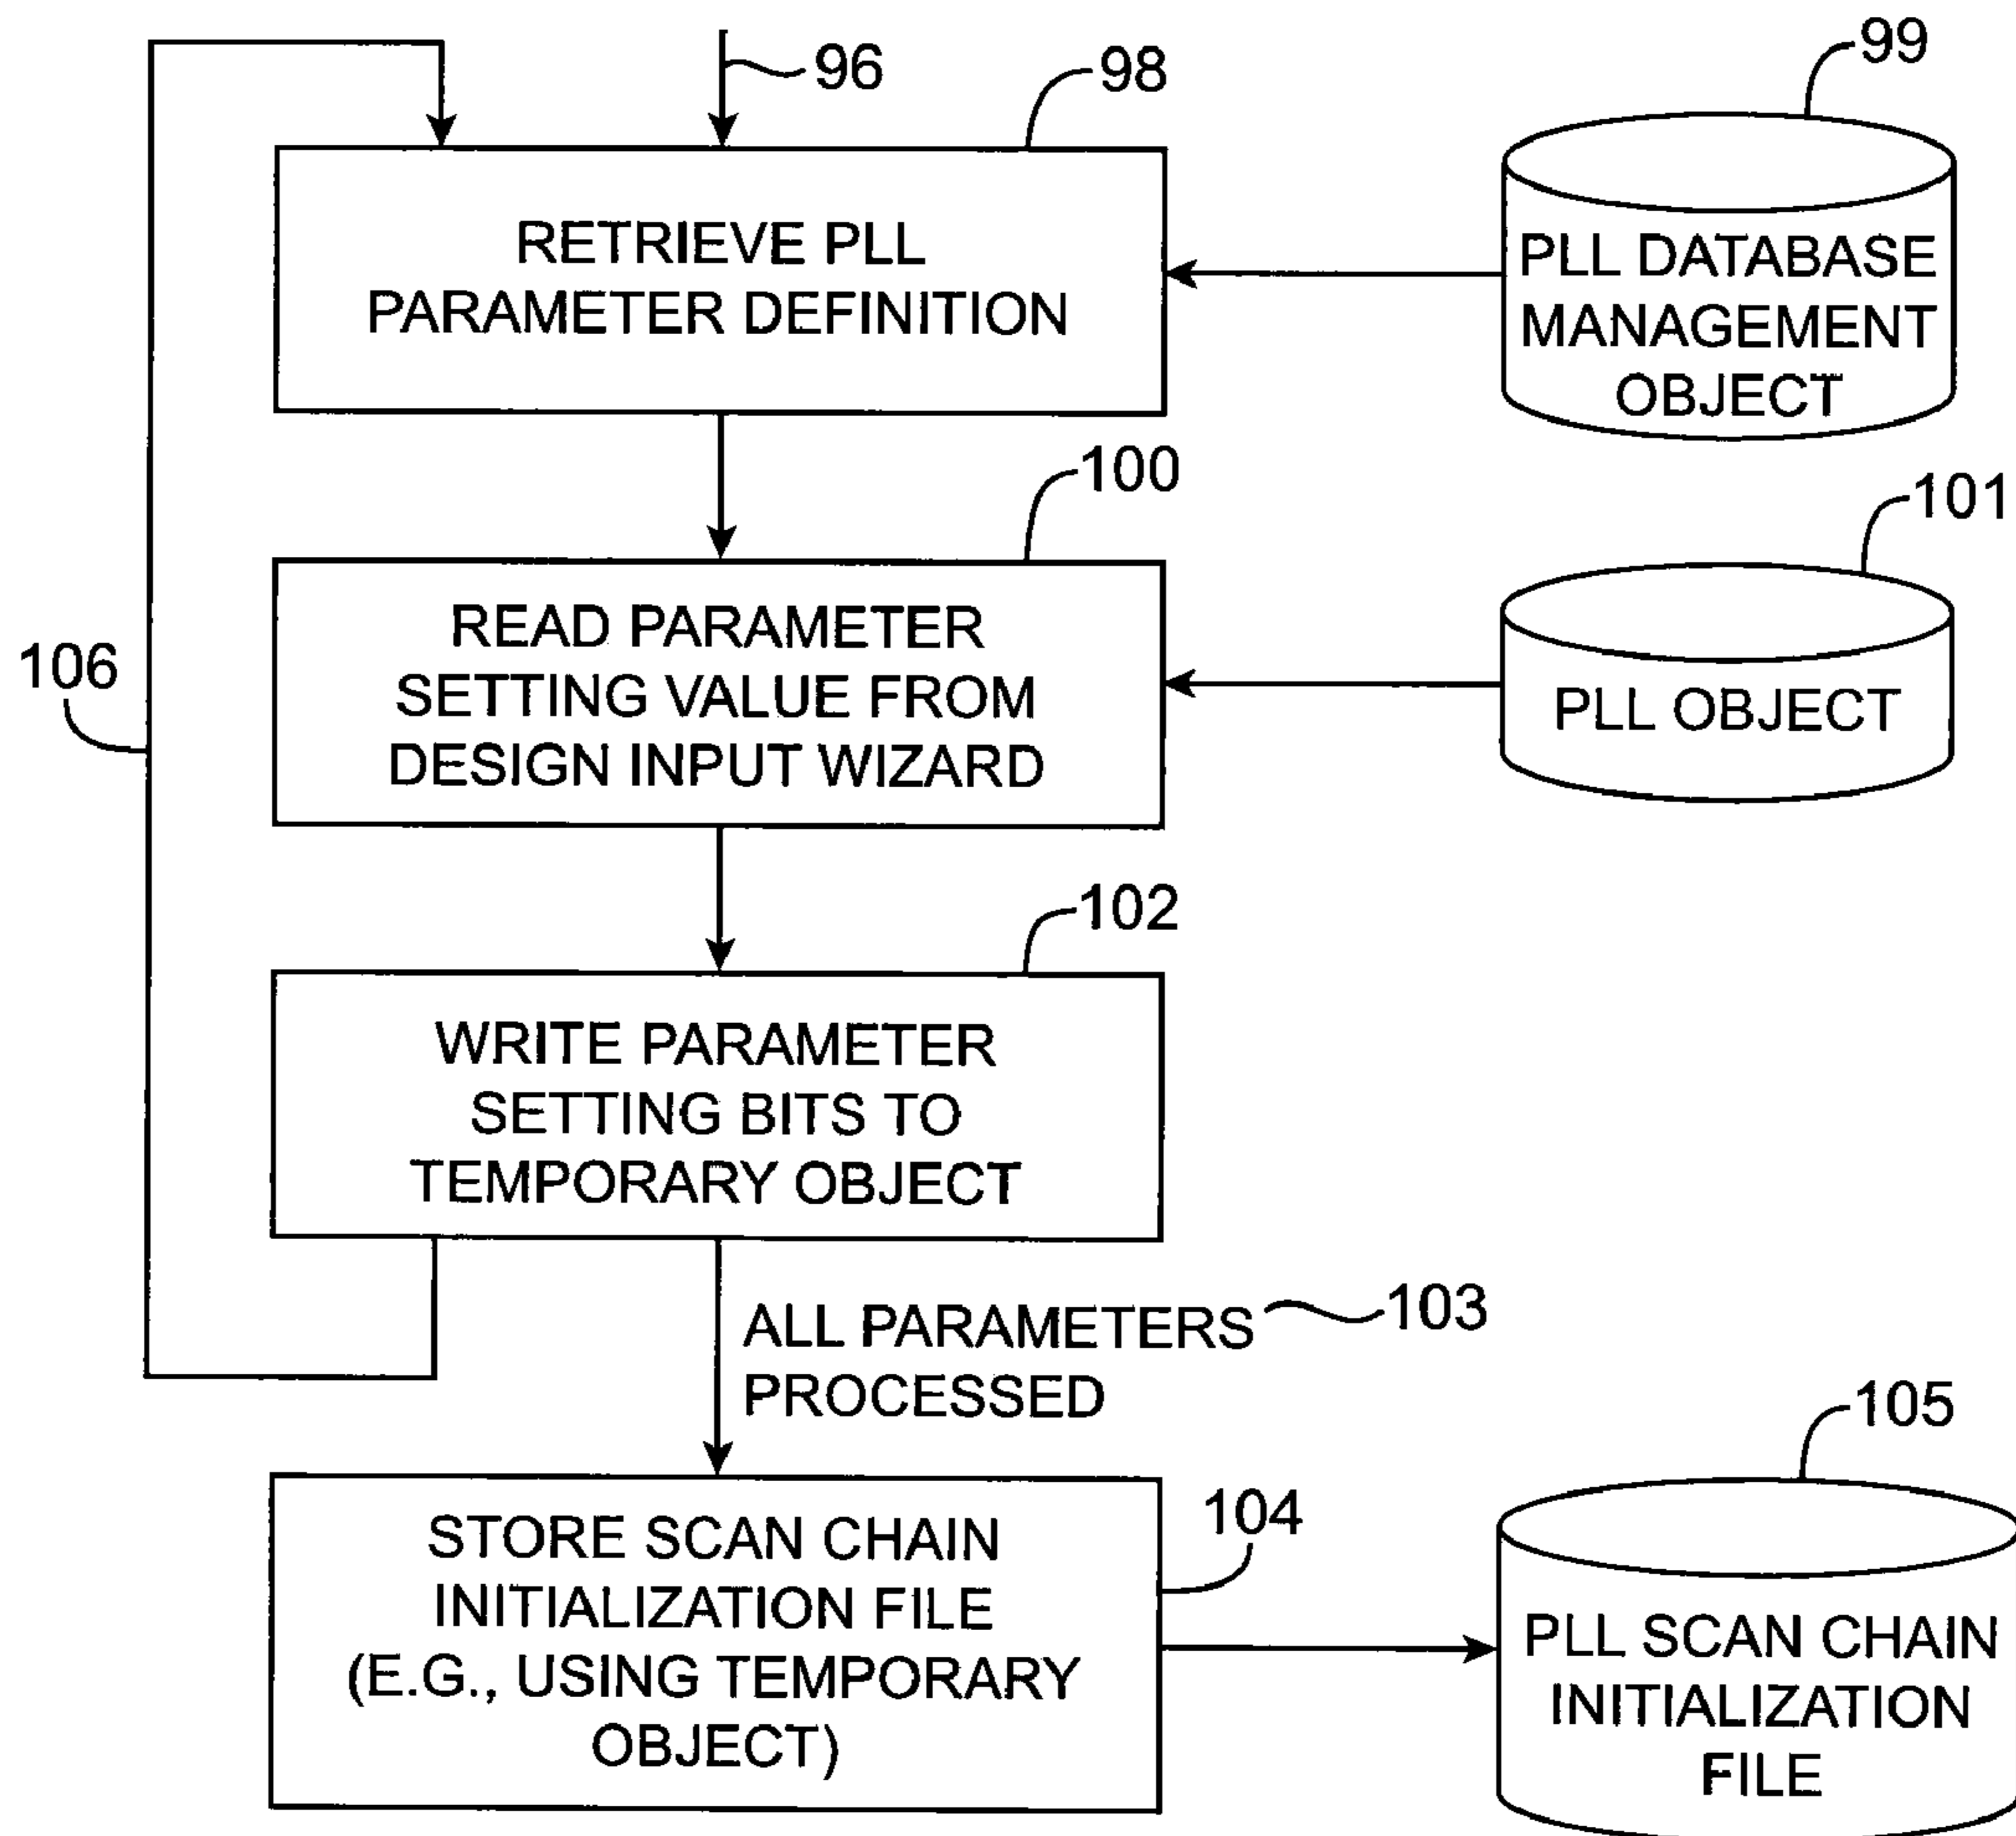 96
98
99
RETRIEVE PLL
PARAMETER DEFINITION
PLL DATABASE
MANAGEMENT
OBJECT
100
101
READ PARAMETER
SETTING VALUE FROM
DESIGN INPUT WIZARD
PLL OBJECT
106
102
WRITE PARAMETER
SETTING BITS TO
TEMPORARY OBJECT
ALL PARAMETERS
PROCESSED
103
105
104
STORE SCAN CHAIN
INITIALIZATION FILE
(E.G., USING TEMPORARY
OBJECT)
PLL SCAN CHAIN
INITIALIZATION
FILE